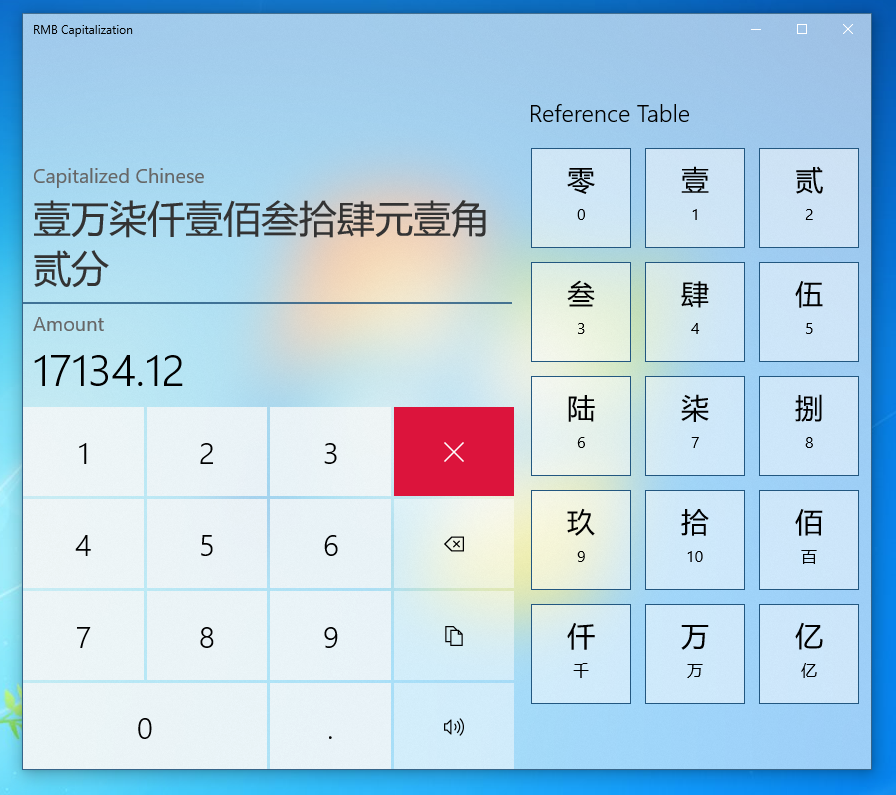 RMB Capitalization
Capitalized Chinese
壹万柒仟壹佰叁拾肆元壹角
贰分
Amount
17134.12
1 2 3
4 5 6
7 8 9
0 .
Reference Table
零 壹 贰
0 1 2
叁 肆 伍
3 4 5
陆 柒 捌
6 7 8
玖 拾 佰
9 10 百
仟 万 亿
千 万 亿